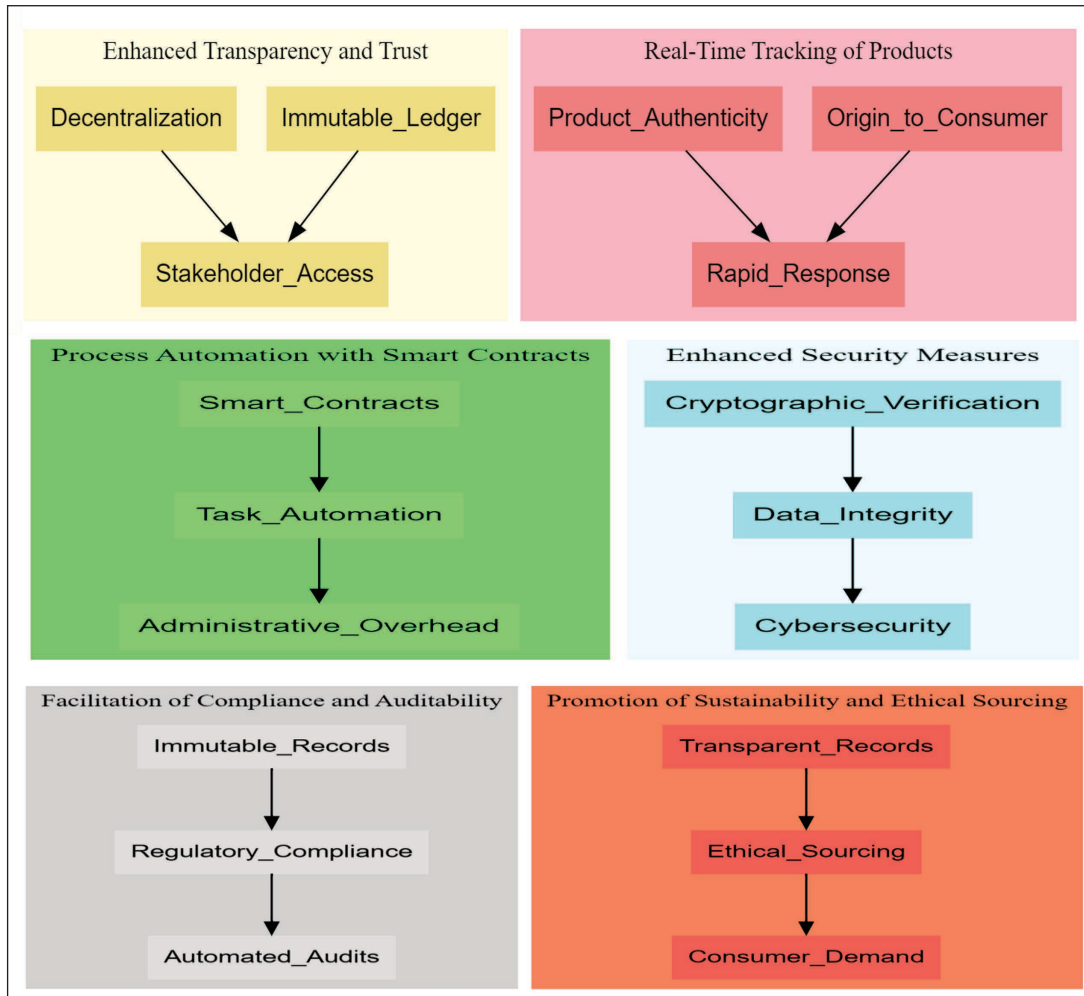 Enhanced Transparency and Trust
Decentralization
Immutable_Ledger
Stakeholder_Access
Real-Time Tracking of Products
Product_Authenticity
Origin_to_Consumer
Rapid_Response
Process Automation with Smart Contracts
Smart_Contracts
Task_Automation
Administrative_Overhead
Enhanced Security Measures
Cryptographic_Verification
Data_Integrity
Cybersecurity
Facilitation of Compliance and Auditability
Immutable_Records
Regulatory_Compliance
Automated_Audits
Promotion of Sustainability and Ethical Sourcing
Transparent_Records
Ethical_Sourcing
Consumer_Demand